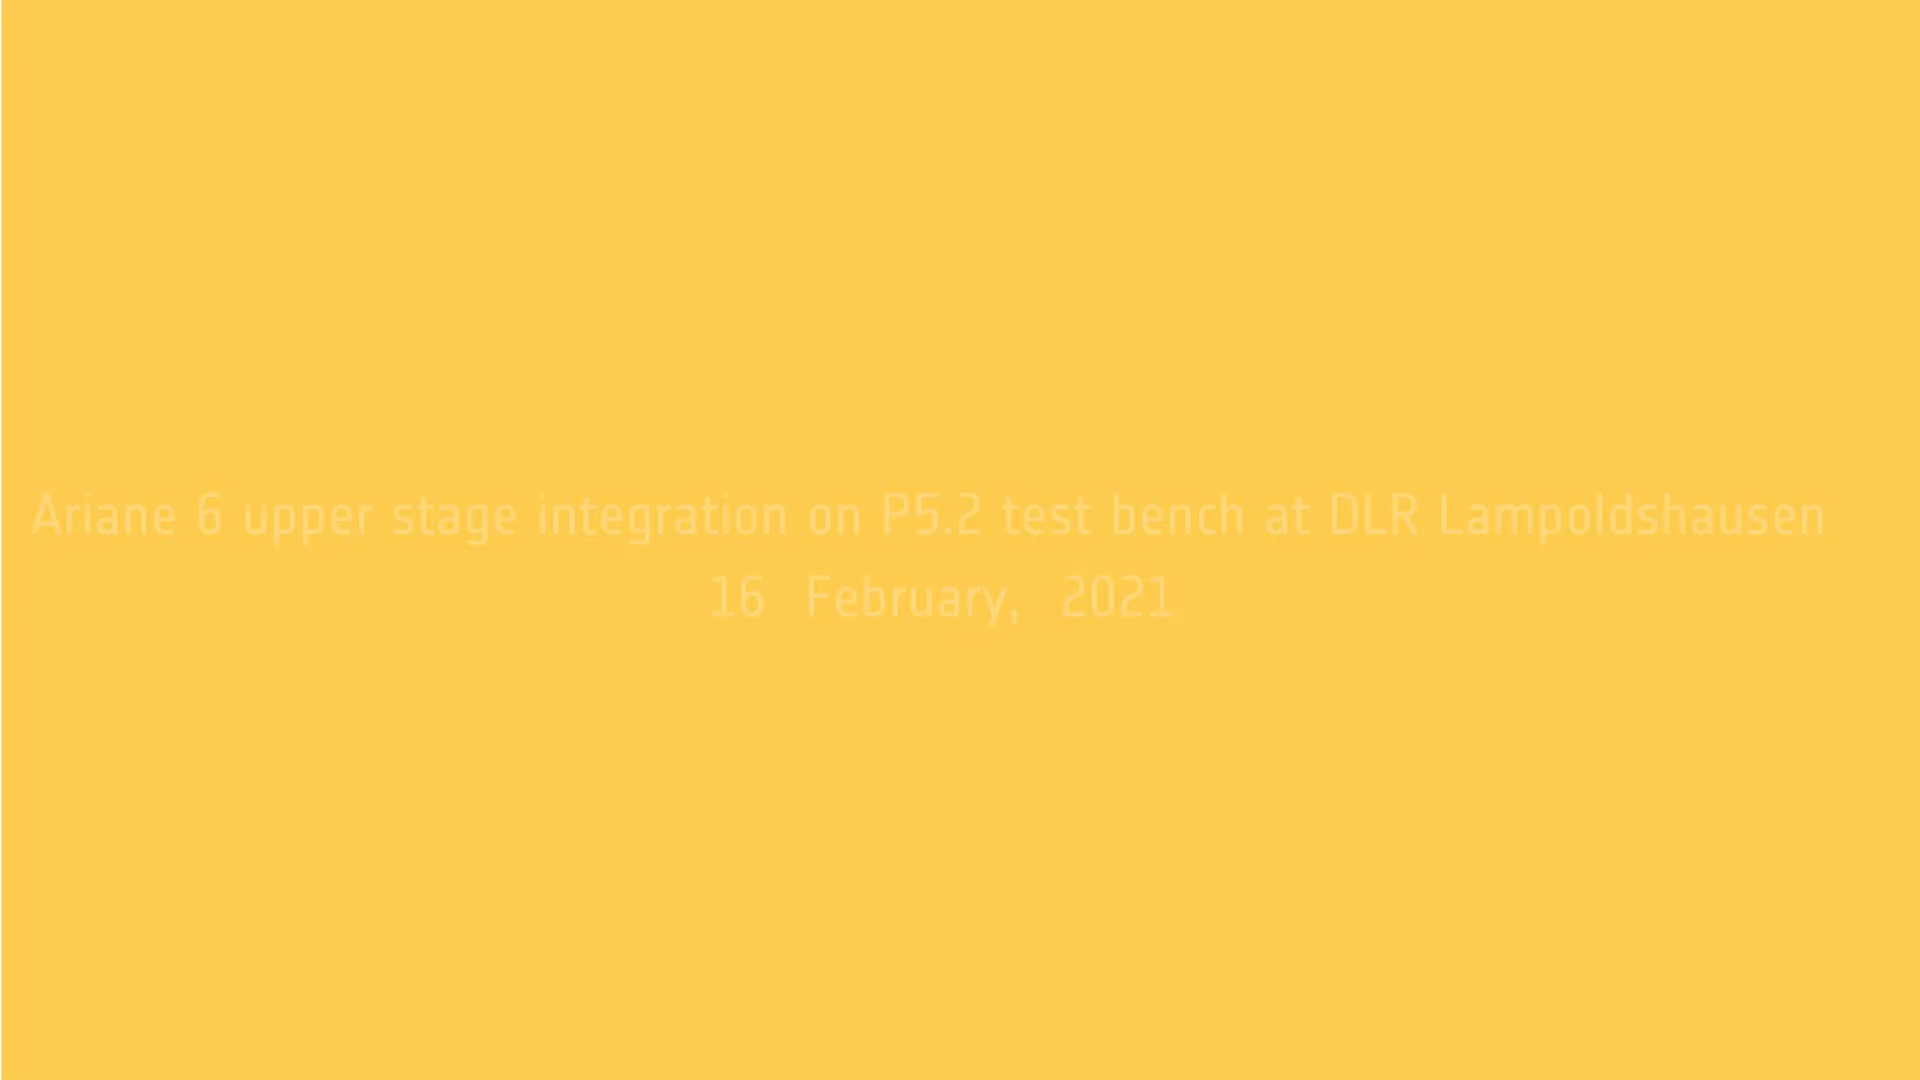 Ariane 6 upper stage integration on P5.2 test bench at DLR Lampoldshausen
16 February, 2021